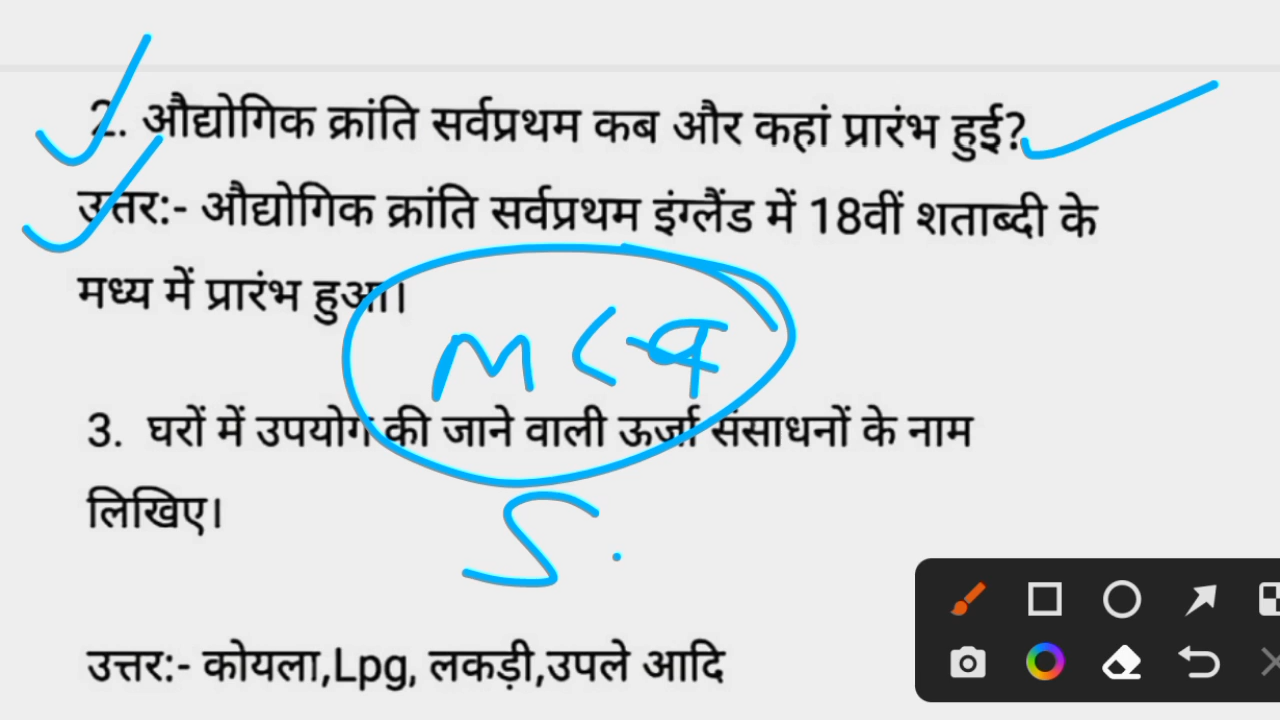 2. औद्योगिक क्रांति सर्वप्रथम कब और कहां प्रारंभ हुई?
उत्तर:- औद्योगिक क्रांति सर्वप्रथम इंग्लैंड में 18वीं शताब्दी के
मध्य में प्रारंभ हुआ।
MCQ
3. घरों में उपयोग की जाने वाली ऊर्जा संसाधनों के नाम
लिखिए।
S.
उत्तर:- कोयला,Lpg, लकड़ी,उपले आदि